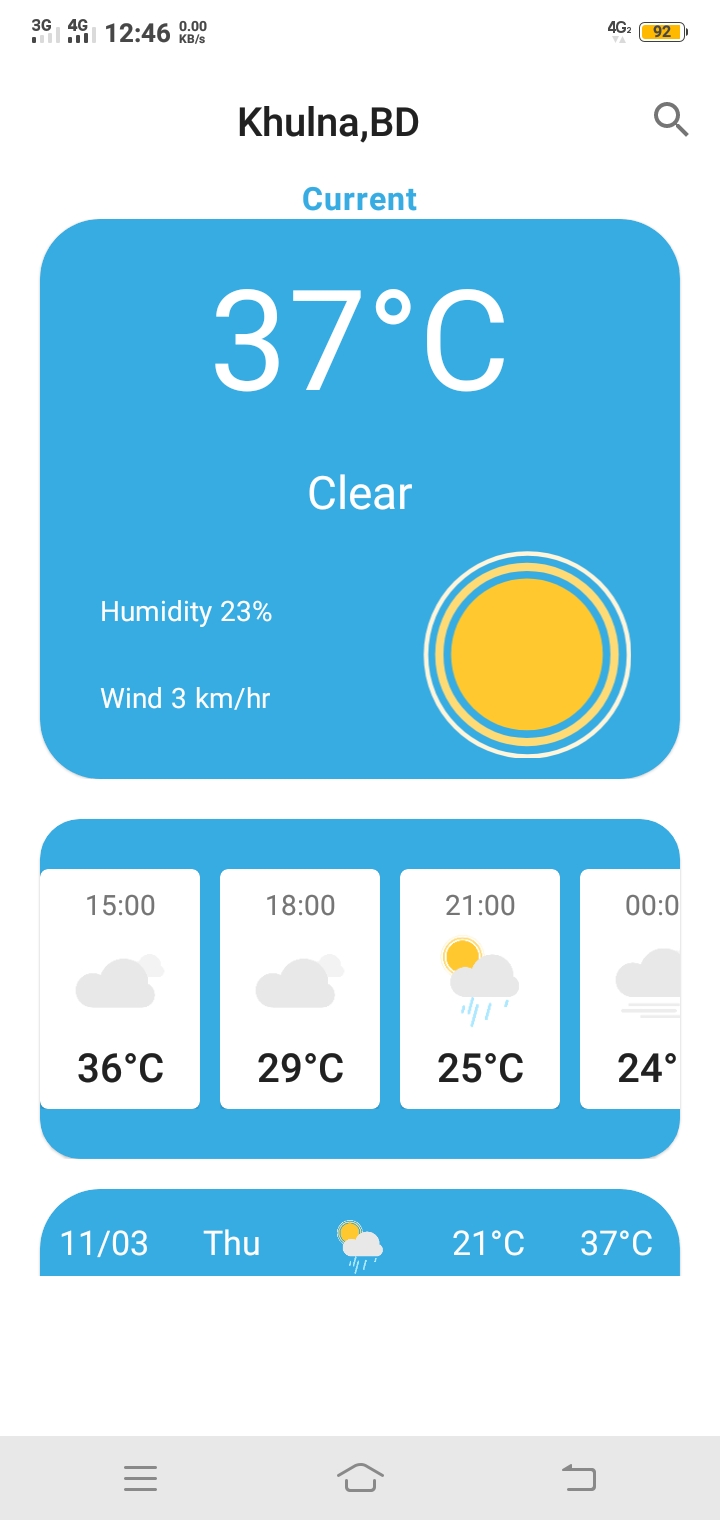 3G 4G 12:46 0.00 KB/s 4G2 92
Khulna,BD
Current
37°C
Clear
Humidity 23%
Wind 3 km/hr
15:00 18:00 21:00 00:0
36°C 29°C 25°C 24°
11/03 Thu 21°C 37°C